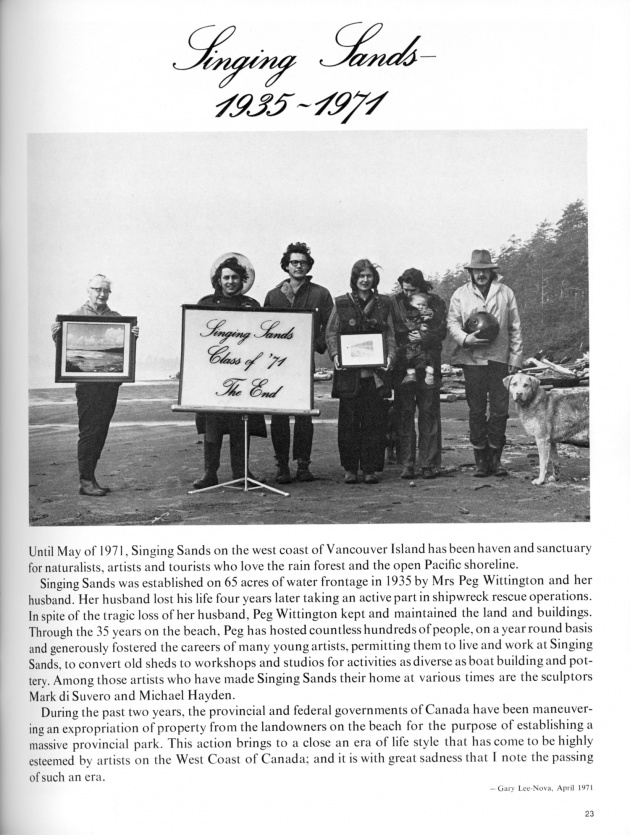 Singing Sands–
1935~1971
Singing Sands
Class of '71
The End
Until May of 1971, Singing Sands on the west coast of Vancouver Island has been haven and sanctuary
for naturalists, artists and tourists who love the rain forest and the open Pacific shoreline.
Singing Sands was established on 65 acres of water frontage in 1935 by Mrs Peg Wittington and her
husband. Her husband lost his life four years later taking an active part in shipwreck rescue operations.
In spite of the tragic loss of her husband, Peg Wittington kept and maintained the land and buildings.
Through the 35 years on the beach, Peg has hosted countless hundreds of people, on a year round basis
and generously fostered the careers of many young artists, permitting them to live and work at Singing
Sands, to convert old sheds to workshops and studios for activities as diverse as boat building and pot-
tery. Among those artists who have made Singing Sands their home at various times are the sculptors
Mark di Suvero and Michael Hayden.
During the past two years, the provincial and federal governments of Canada have been maneuver-
ing an expropriation of property from the landowners on the beach for the purpose of establishing a
massive provincial park. This action brings to a close an era of life style that has come to be highly
esteemed by artists on the West Coast of Canada; and it is with great sadness that I note the passing
of such an era.
– Gary Lee-Nova, April 1971
23